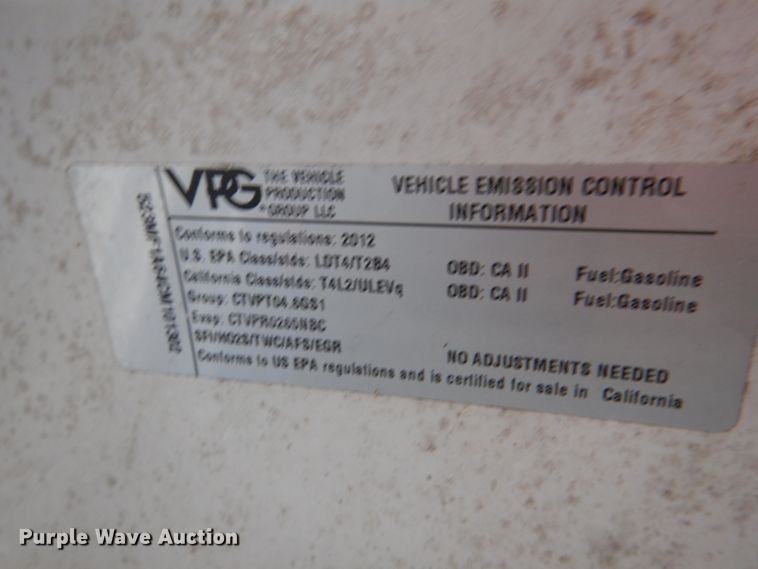 VPG
THE VEHICLE
PRODUCTION
GROUP LLC
VEHICLE EMISSION CONTROL
INFORMATION
Conforms to regulations: 2012
U.S. EPA Class/stds: LDT4/T2B4 OBD: CA II Fuel:Gasoline
California Class/stds: T4L2/ULEVq OBD: CA II Fuel:Gasoline
Group: CTVPT04.6GS1
Evap: CTVPR0265NBC
SFI/HO2S/TWC/AFS/EGR
NO ADJUSTMENTS NEEDED
Conforms to US EPA regulations and is certified for sale in California
Purple Wave Auction